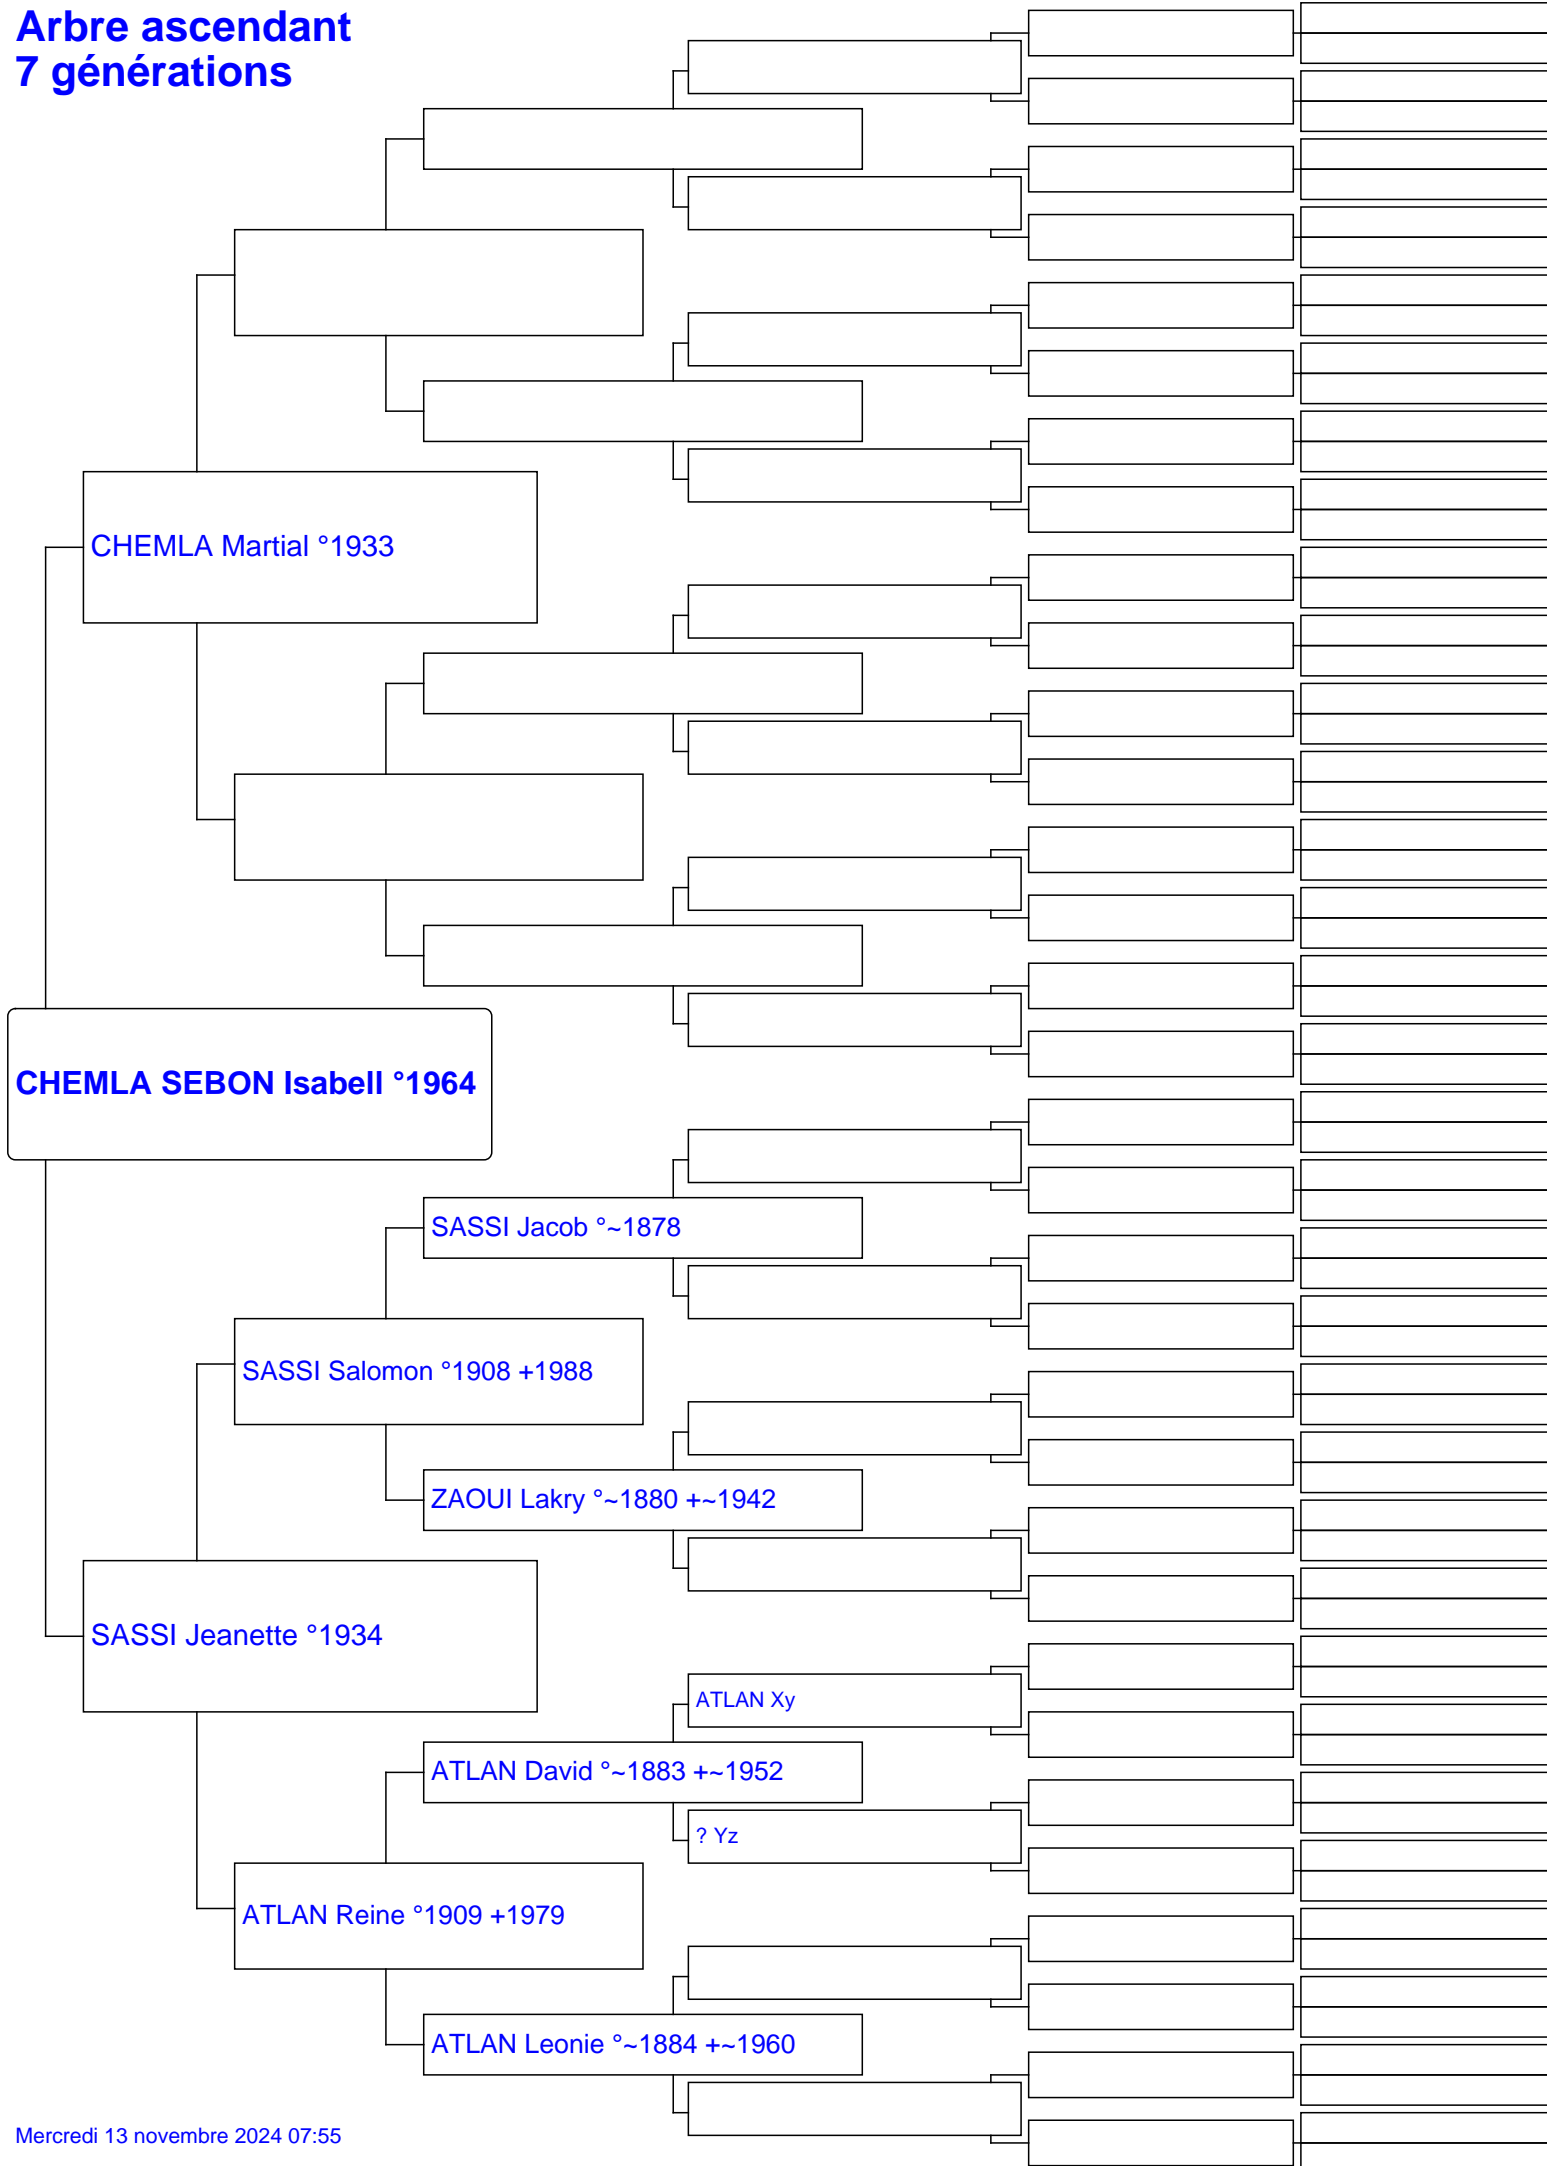 Arbre ascendant
7 générations
CHEMLA Martial °1933
CHEMLA SEBON Isabell °1964
SASSI Jacob °~1878
SASSI Salomon °1908 +1988
ZAOUI Lakry °~1880 +~1942
SASSI Jeanette °1934
ATLAN Xy
ATLAN David °~1883 +~1952
? Yz
ATLAN Reine °1909 +1979
ATLAN Leonie °~1884 +~1960
Mercredi 13 novembre 2024 07:55